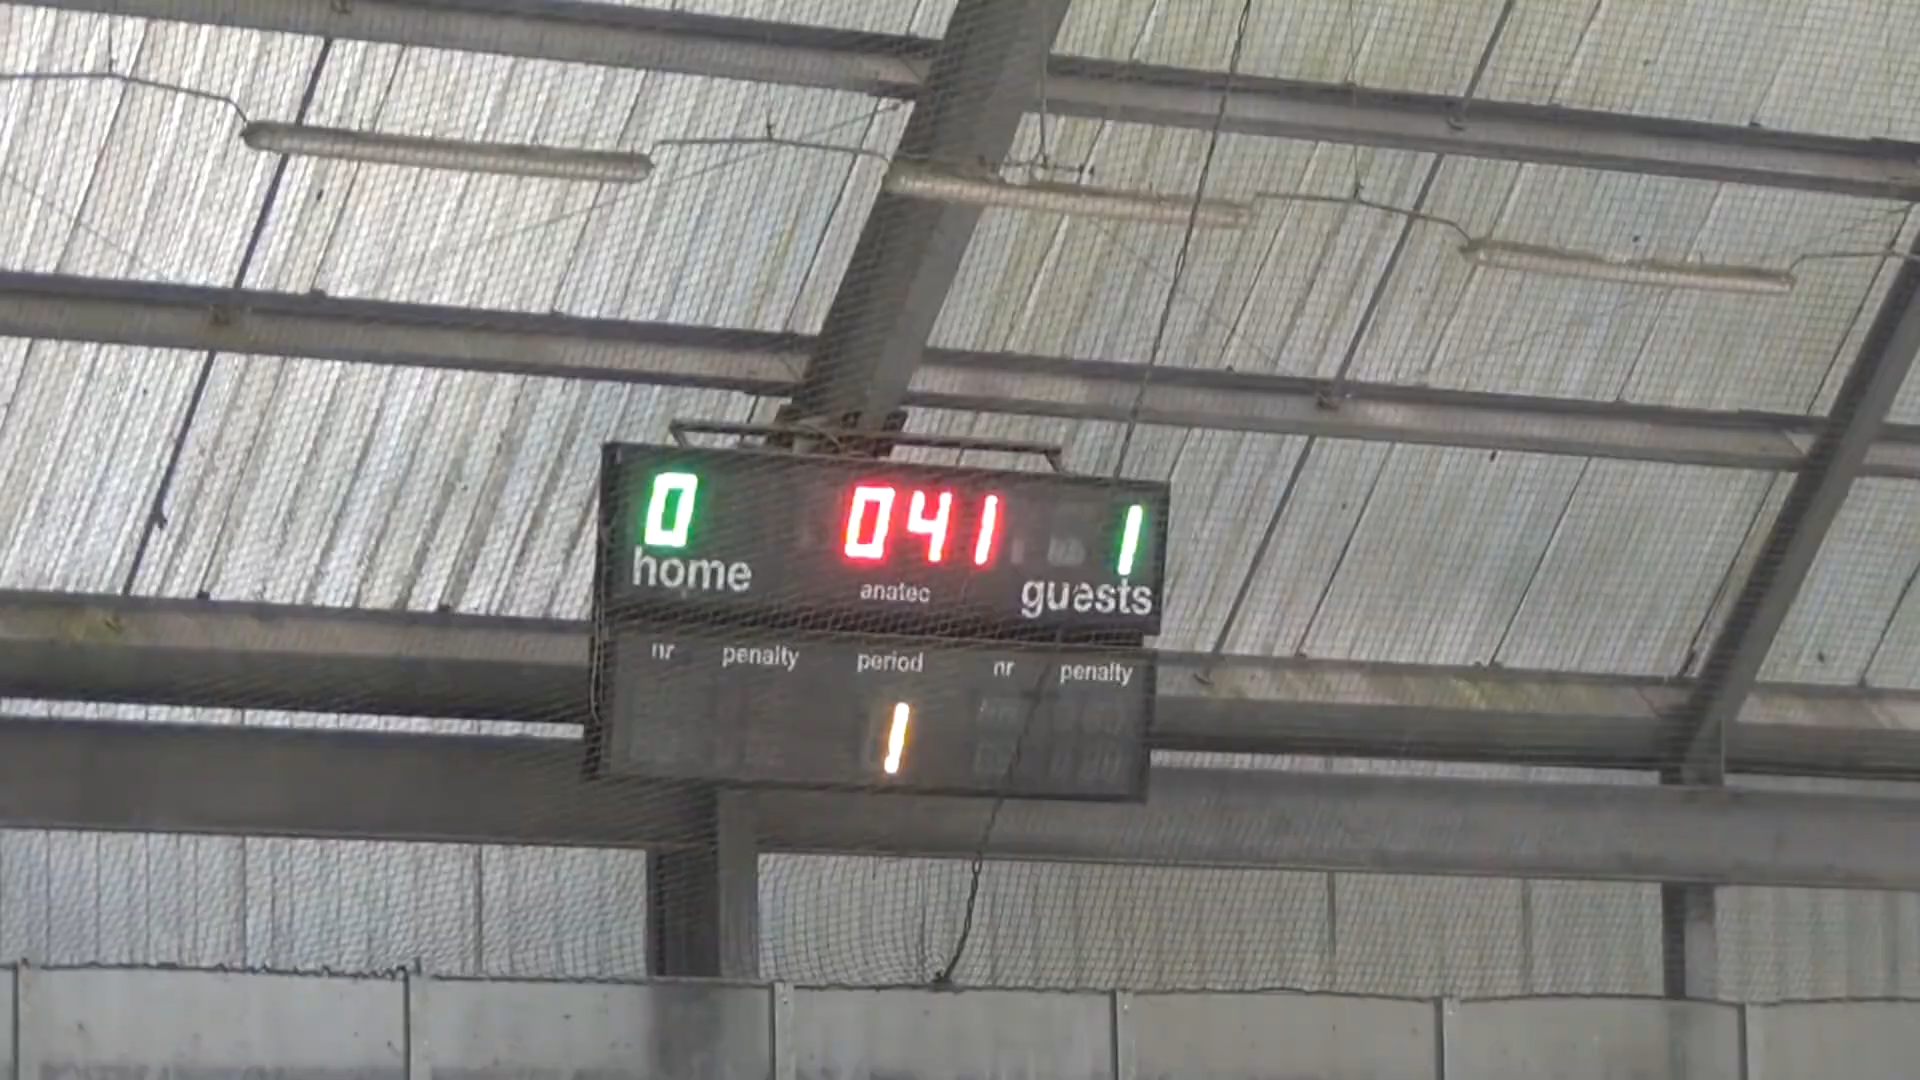 0 041 1
home anatec guests
nr penalty period nr penalty
1